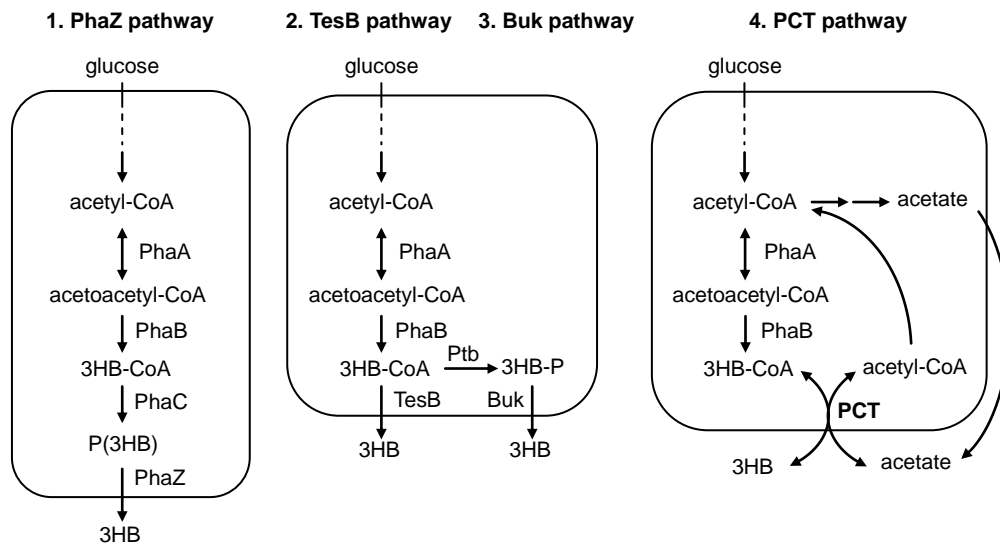 1. PhaZ pathway
glucose
acetyl-CoA
PhaA
acetoacetyl-CoA
PhaB
3HB-CoA
PhaC
P(3HB)
PhaZ
3HB
2. TesB pathway
3. Buk pathway
glucose
acetyl-CoA
PhaA
acetoacetyl-CoA
PhaB
3HB-CoA
Ptb
3HB-P
TesB
Buk
3HB
3HB
4. PCT pathway
glucose
acetyl-CoA
acetate
PhaA
acetoacetyl-CoA
PhaB
3HB-CoA
acetyl-CoA
PCT
3HB
acetate